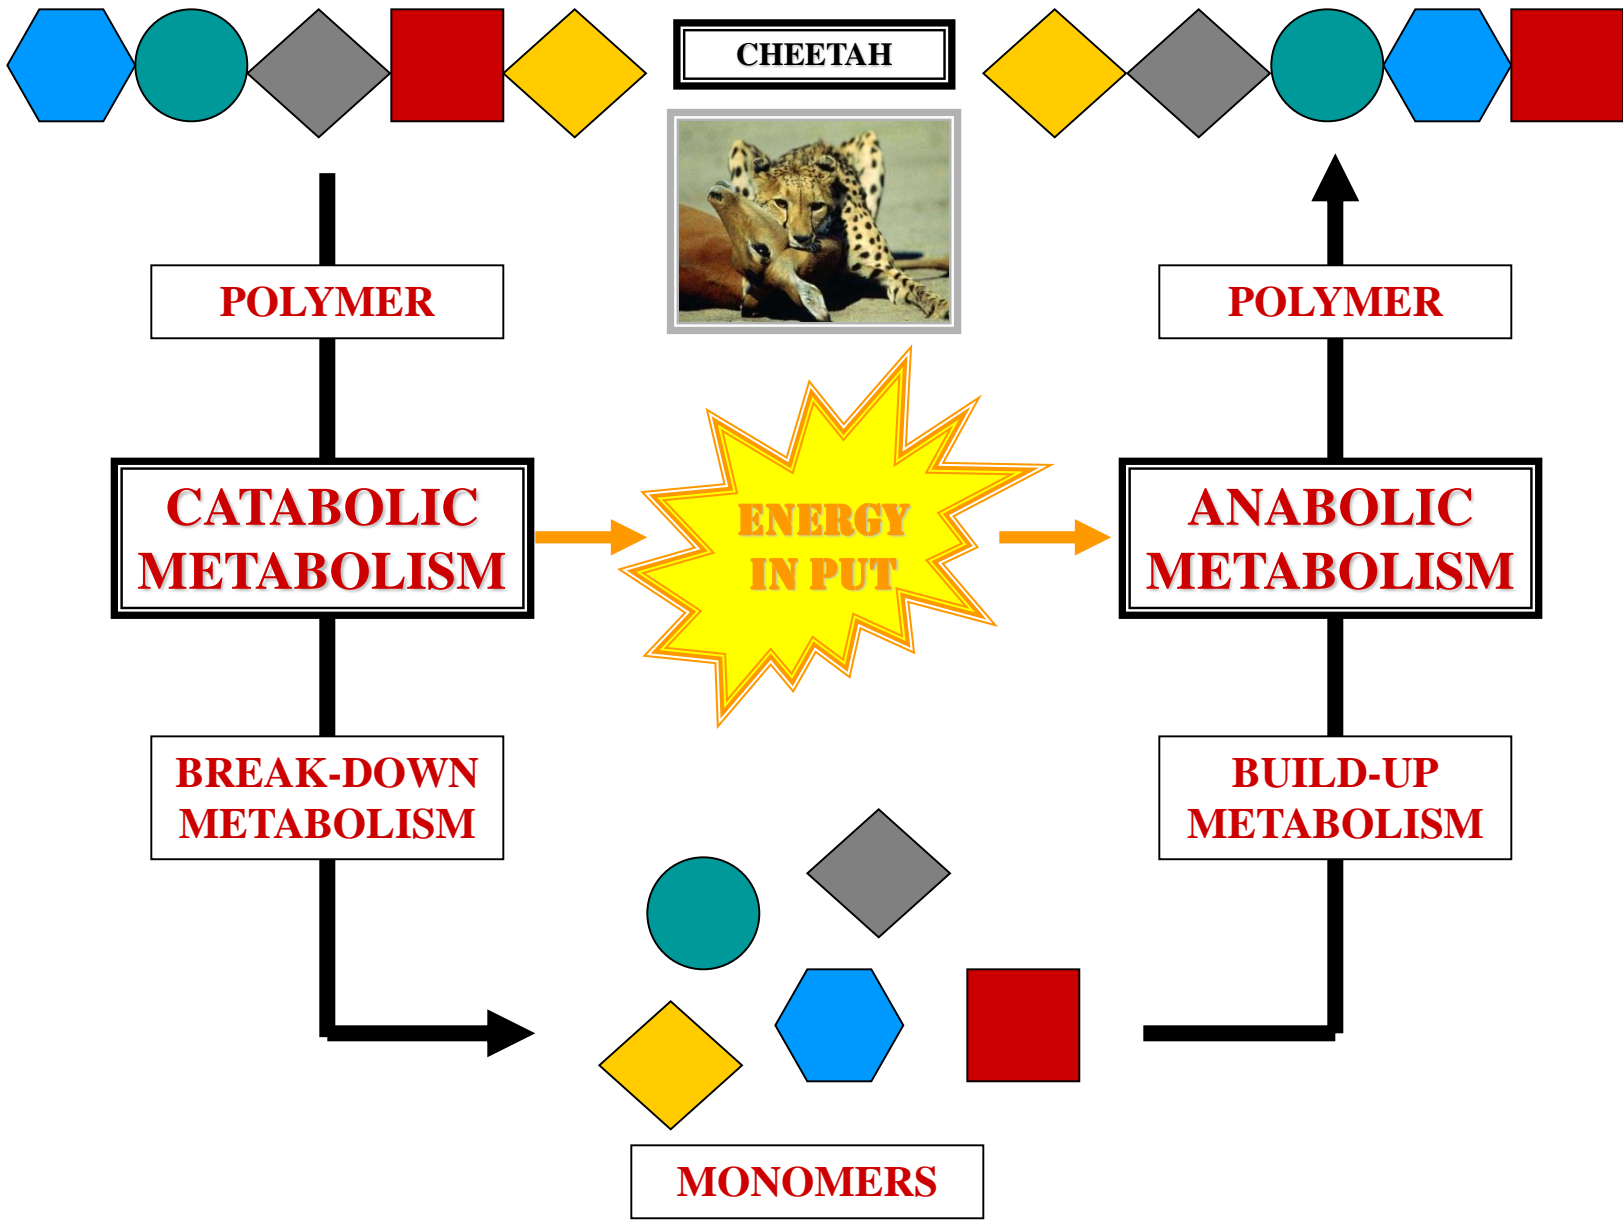 CHEETAH
POLYMER
POLYMER
CATABOLIC
METABOLISM
ENERGY
IN PUT
ANABOLIC
METABOLISM
BREAK-DOWN
METABOLISM
BUILD-UP
METABOLISM
MONOMERS